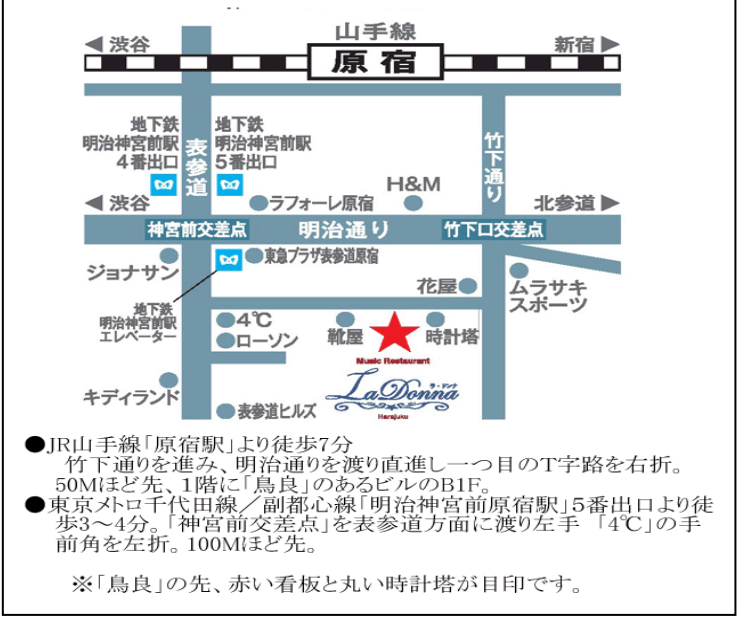 山手線
◀渋谷
原宿
新宿▶
地下鉄
明治神宮前駅
4番出口
表参道
地下鉄
明治神宮前駅
5番出口
竹下通り
H&M
◀渋谷
ラフォーレ原宿
北参道▶
神宮前交差点
明治通り
竹下口交差点
ジョナサン
東急プラザ表参道原宿
花屋
ムラサキ
スポーツ
地下鉄
明治神宮前駅
エレベーター
4℃
ローソン
靴屋
時計塔
Music Restaurant
ラ・ドンナ
LaDonna
Harajuku
キディランド
表参道ヒルズ
●JR山手線「原宿駅」より徒歩7分
竹下通りを進み、明治通りを渡り直進し一つ目のT字路を右折。
50Mほど先、1階に「鳥良」のあるビルのB1F。
●東京メトロ千代田線／副都心線「明治神宮前原宿駅」5番出口より徒
歩3～4分。「神宮前交差点」を表参道方面に渡り左手 「4℃」の手
前角を左折。100Mほど先。
※「鳥良」の先、赤い看板と丸い時計塔が目印です。